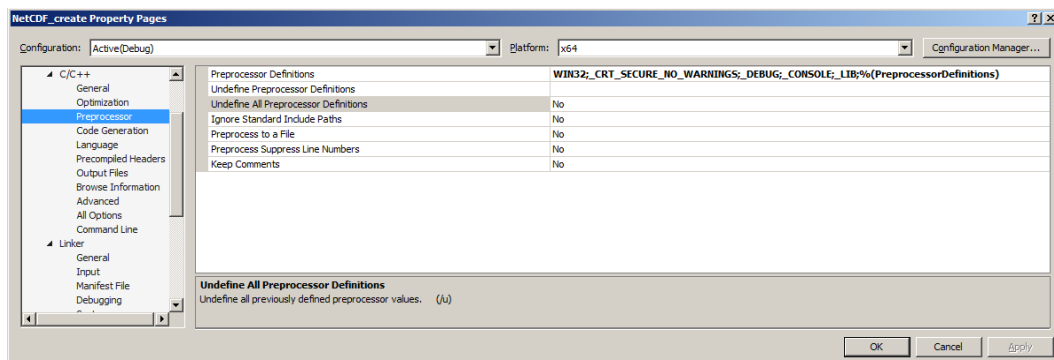 NetCDF_create Property Pages
Configuration: Active(Debug) Platform: x64 Configuration Manager...
C/C++
General
Optimization
Preprocessor
Code Generation
Language
Precompiled Headers
Output Files
Browse Information
Advanced
All Options
Command Line
Linker
General
Input
Manifest File
Debugging
Preprocessor Definitions WIN32;_CRT_SECURE_NO_WARNINGS;_DEBUG;_CONSOLE;_LIB;%(PreprocessorDefinitions)
Undefine Preprocessor Definitions
Undefine All Preprocessor Definitions No
Ignore Standard Include Paths No
Preprocess to a File No
Preprocess Suppress Line Numbers No
Keep Comments No
Undefine All Preprocessor Definitions
Undefine all previously defined preprocessor values. (/u)
OK Cancel Apply